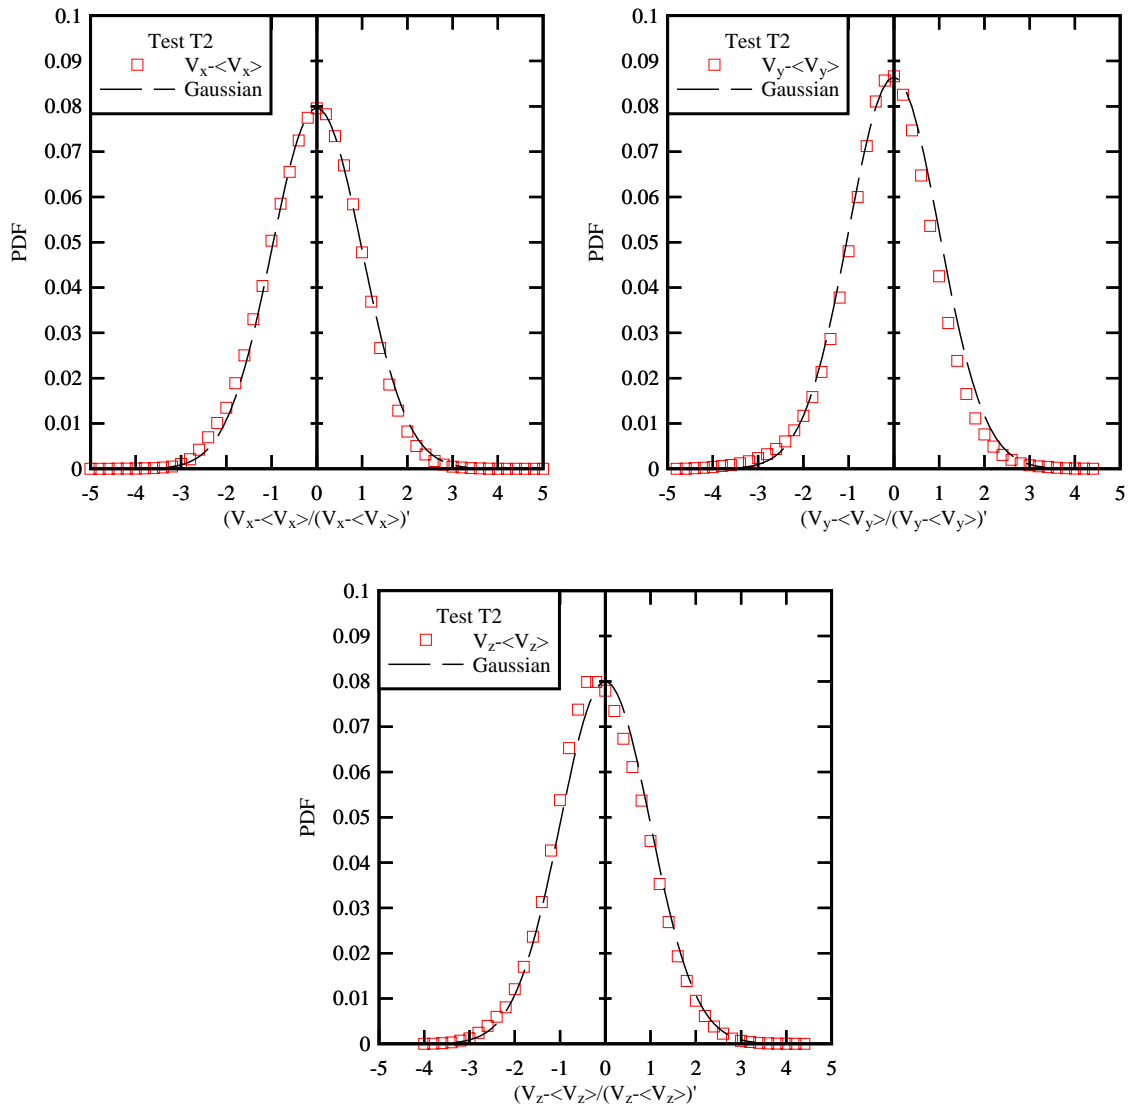 0.1
0.09
0.08
0.07
0.06
0.05
0.04
0.03
0.02
0.01
0
PDF
Test T2
Vx-<Vx>
Gaussian
-5 -4 -3 -2 -1 0 1 2 3 4 5
(Vx-<Vx>/(Vx-<Vx>)'
0.1
0.09
0.08
0.07
0.06
0.05
0.04
0.03
0.02
0.01
0
PDF
Test T2
Vy-<Vy>
Gaussian
-5 -4 -3 -2 -1 0 1 2 3 4 5
(Vy-<Vy>/(Vy-<Vy>)'
0.1
0.09
0.08
0.07
0.06
0.05
0.04
0.03
0.02
0.01
0
PDF
Test T2
Vz-<Vz>
Gaussian
-5 -4 -3 -2 -1 0 1 2 3 4 5
(Vz-<Vz>/(Vz-<Vz>)'